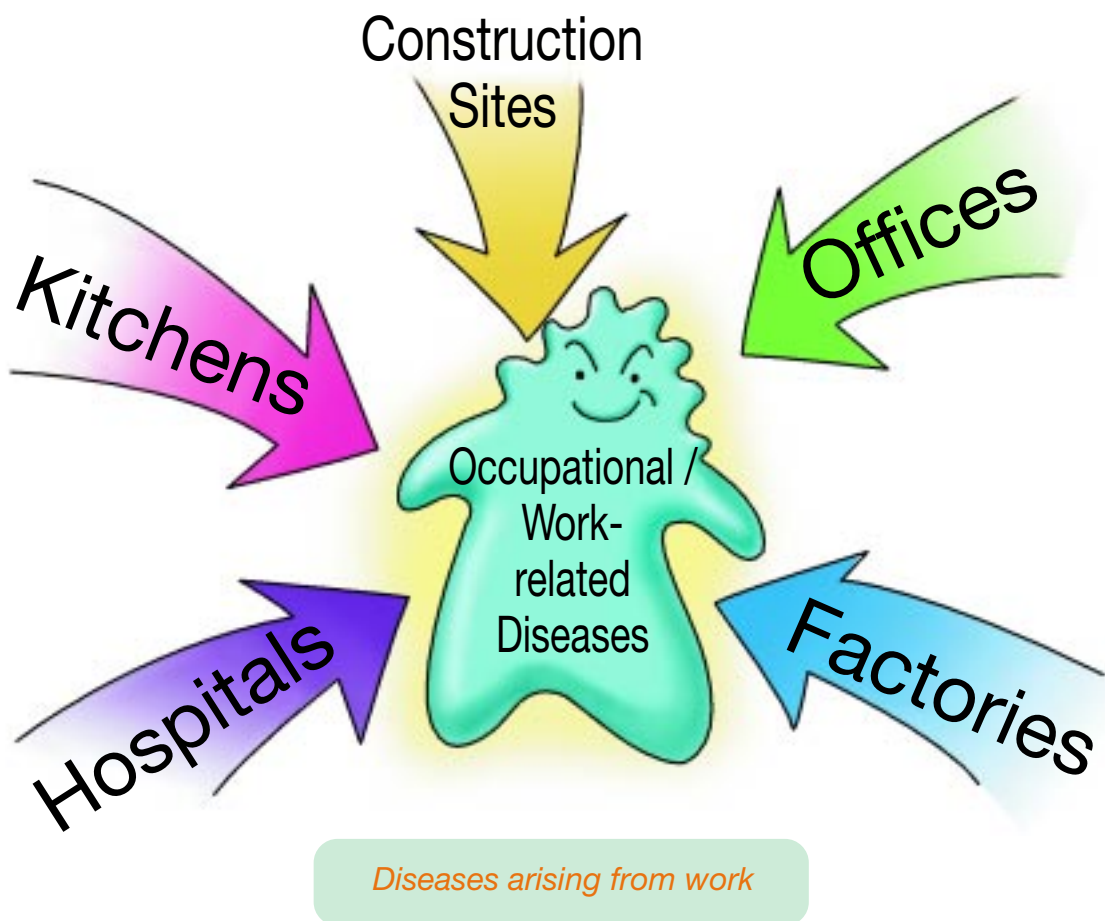 Construction
Sites
Offices
Kitchens
Occupational /
Work-
related
Diseases
Hospitals
Factories
Diseases arising from work